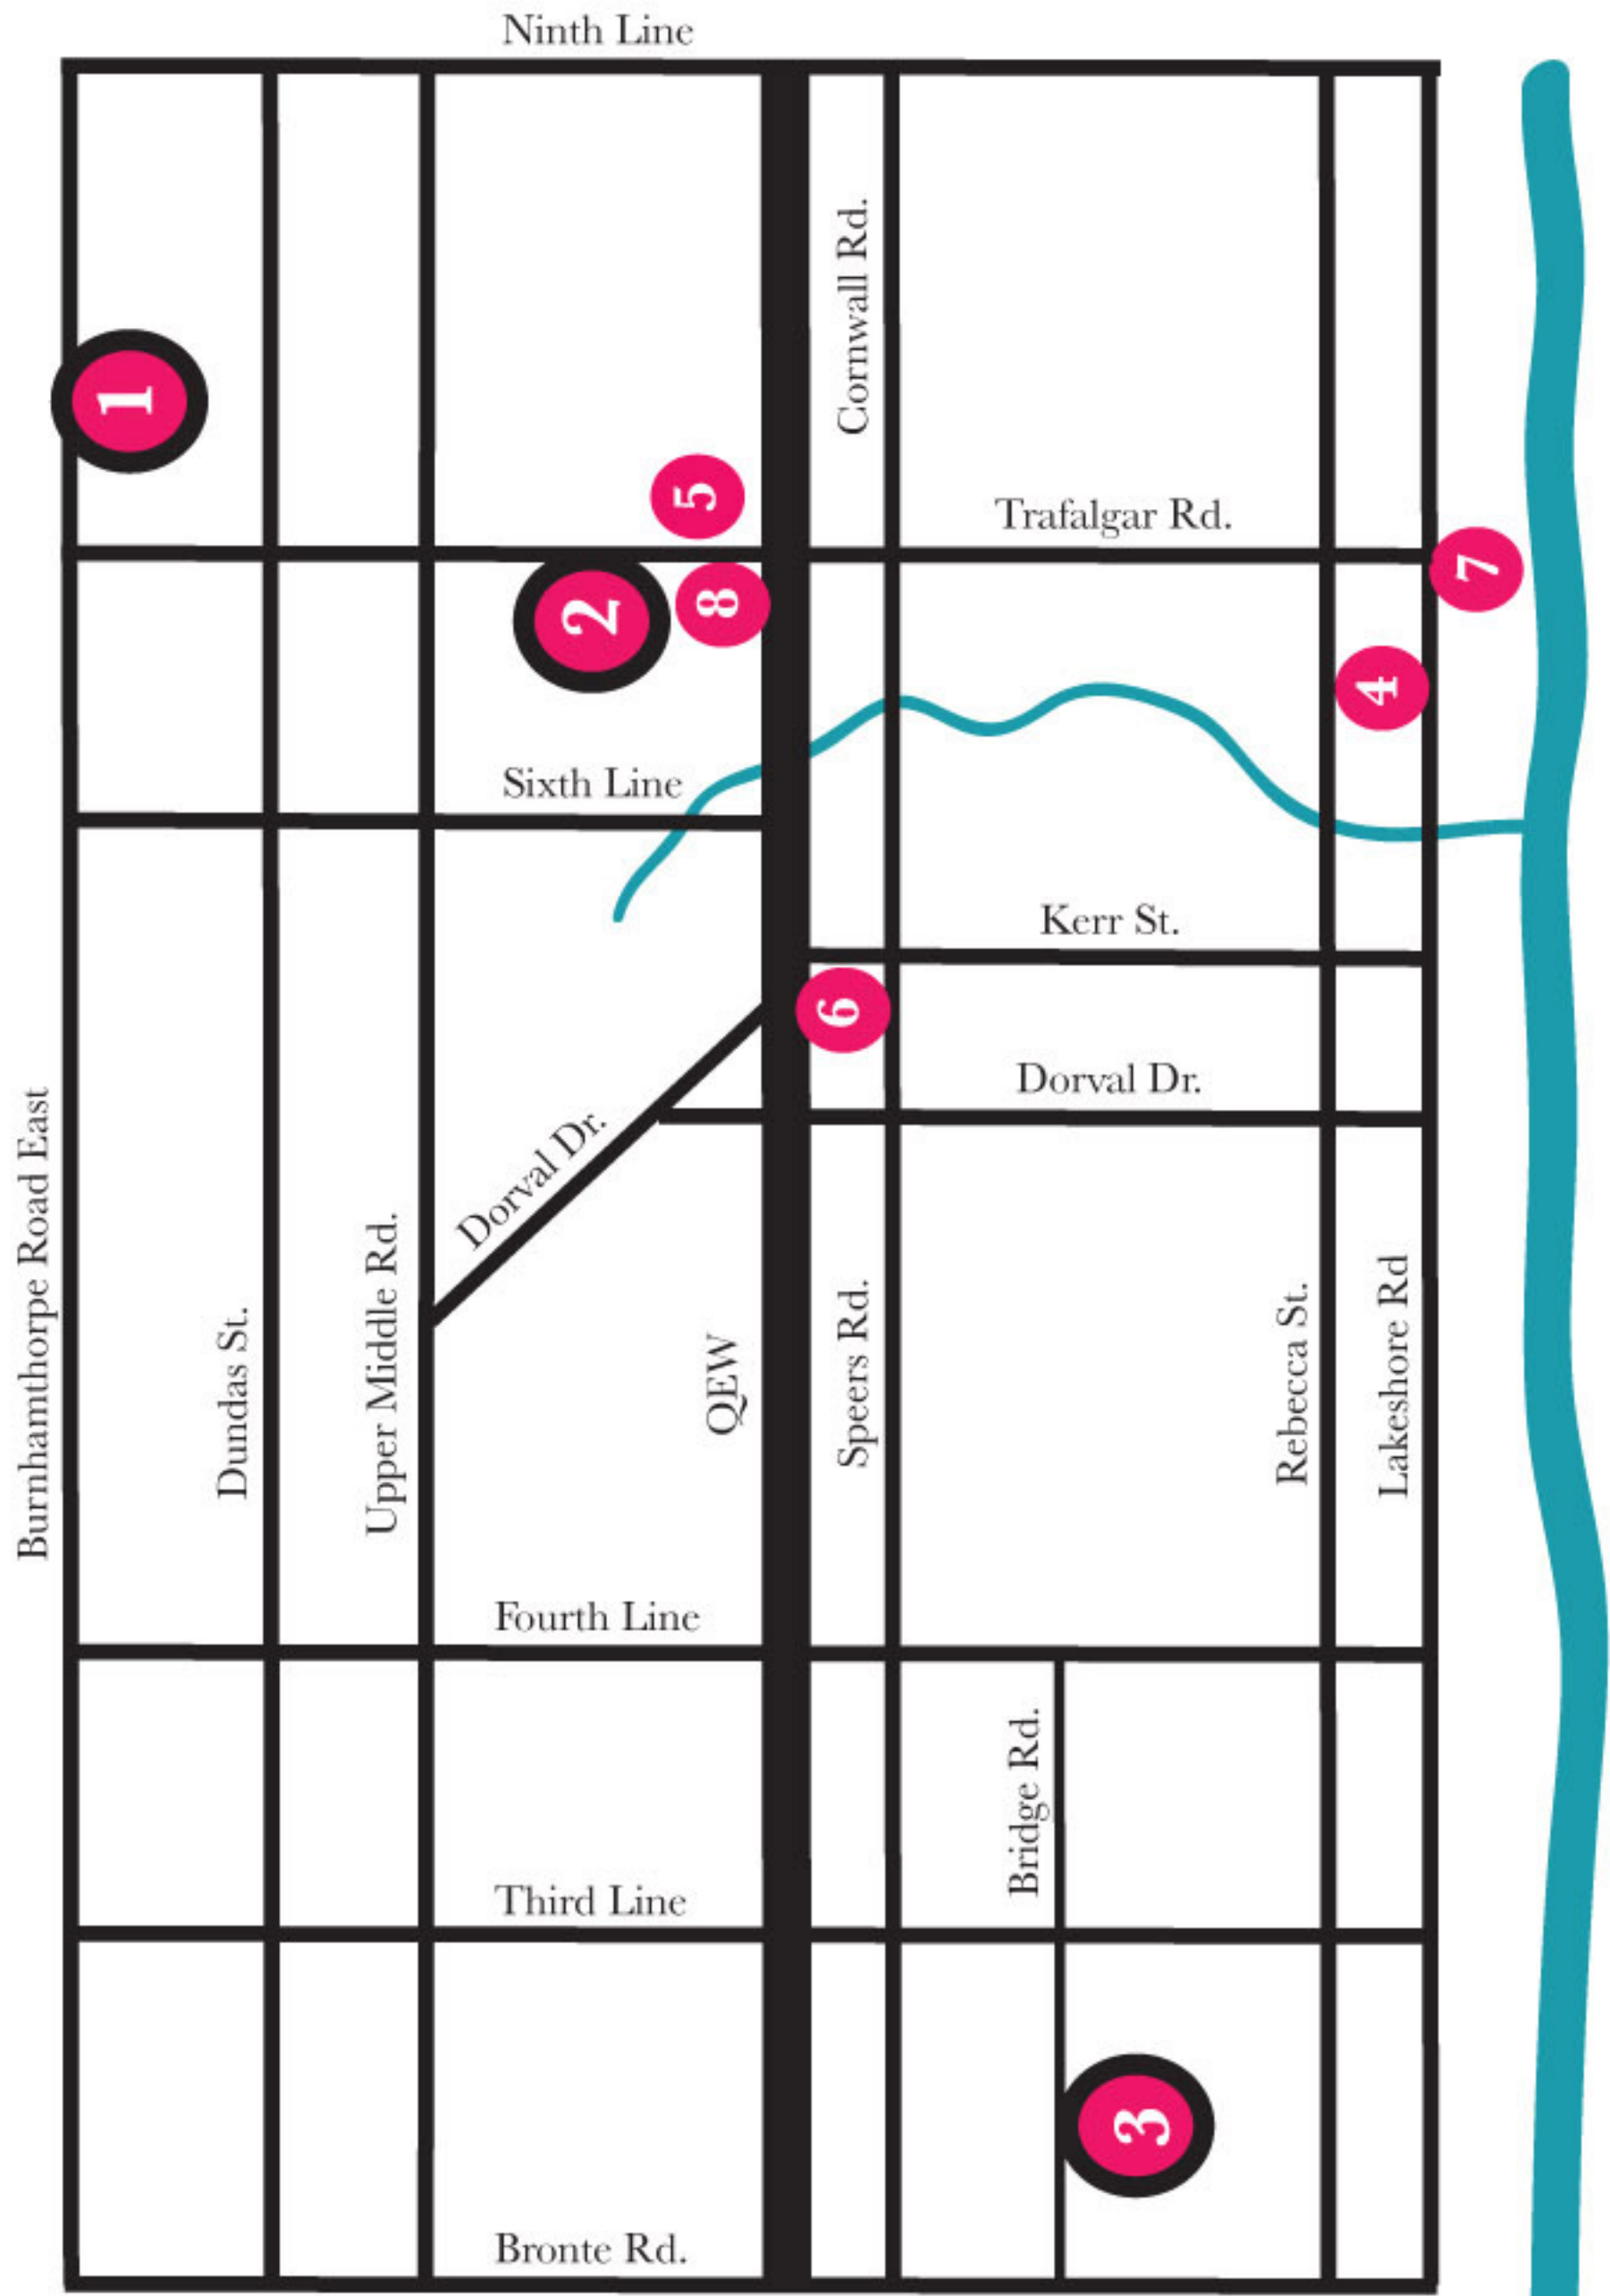 Ninth Line
Cornwall Rd.
1
5
Trafalgar Rd.
7
2
8
4
Sixth Line
Kerr St.
6
Dorval Dr.
Dorval Dr.
Burnhamthorpe Road East
Dundas St.
Upper Middle Rd.
QEW
Speers Rd.
Rebecca St.
Lakeshore Rd
Fourth Line
Bridge Rd.
Third Line
3
Bronte Rd.